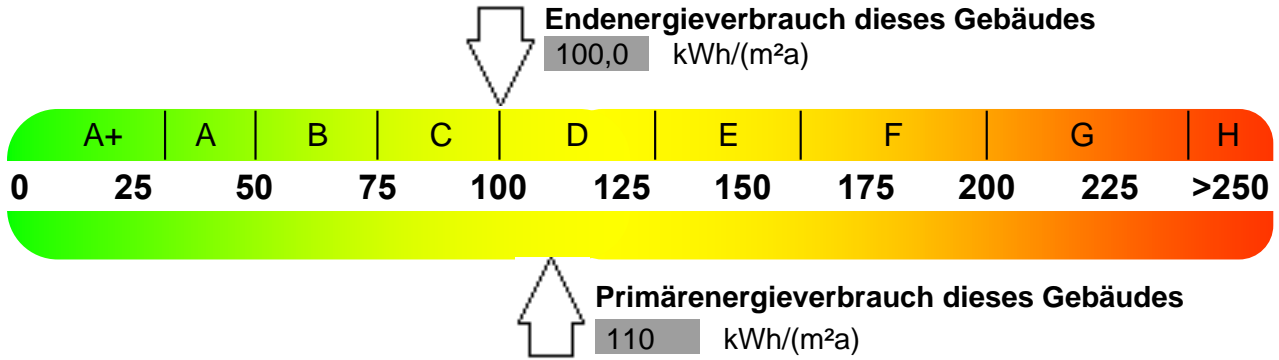 Endenergieverbrauch dieses Gebäudes
100,0 kWh/(m²a)
A+ A B C D E F G H
0 25 50 75 100 125 150 175 200 225 >250
Primärenergieverbrauch dieses Gebäudes
110 kWh/(m²a)